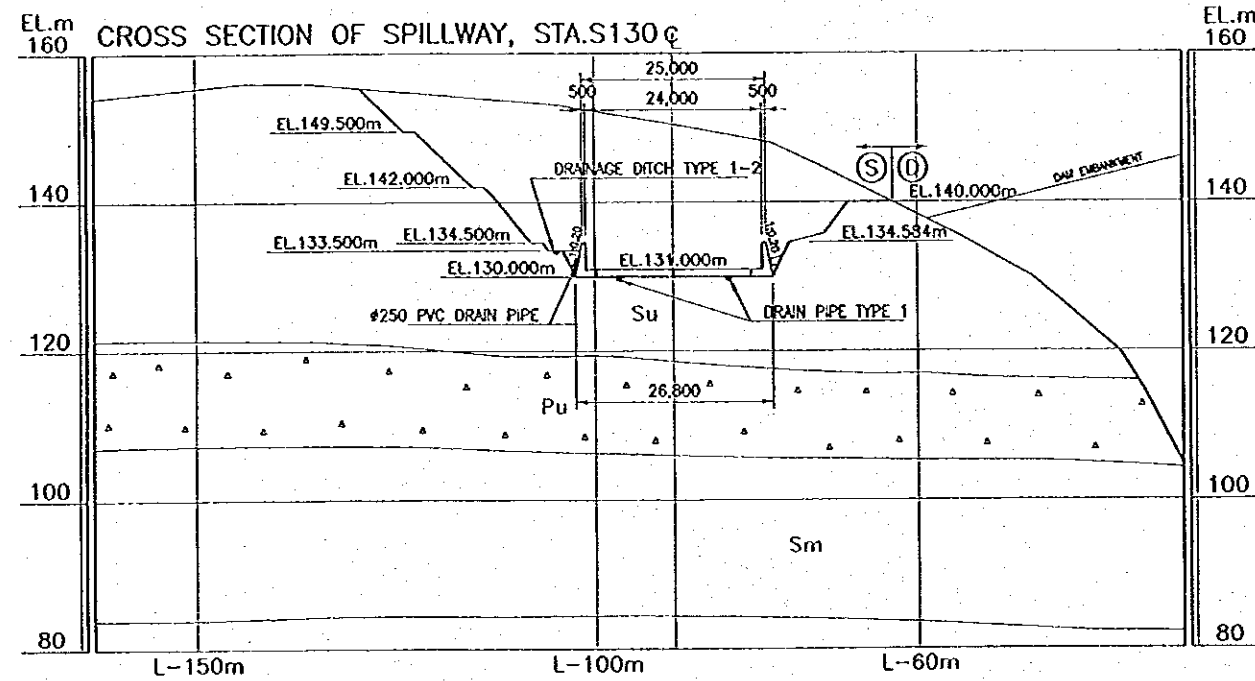 EL.m
EL.m
160
CROSS SECTION OF SPILLWAY, STA.S130 ℄
160
25,000
500
500
24,000
EL.149.500m
DRAINAGE DITCH TYPE 1-2
Ⓢ Ⓓ
DAM EMBANKMENT
EL.142.000m
140
EL.140.000m
140
EL.134.500m
EL.134.584m
EL.133.500m
EL.131.000m
EL.130.000m
ø250 PVC DRAIN PIPE
Su
DRAIN PIPE TYPE 1
120
120
26,800
Pu
100
100
Sm
80
80
L-150m
L-100m
L-60m